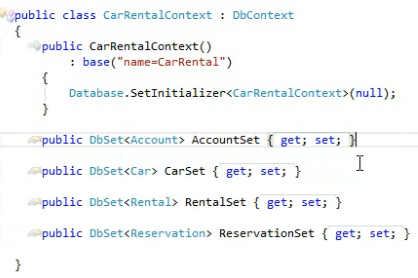 public class CarRentalContext : DbContext
{
public CarRentalContext()
: base("name=CarRental")
{
Database.SetInitializer<CarRentalContext>(null);
}
public DbSet<Account> AccountSet { get; set; }
public DbSet<Car> CarSet { get; set; }
public DbSet<Rental> RentalSet { get; set; }
public DbSet<Reservation> ReservationSet { get; set; }
}